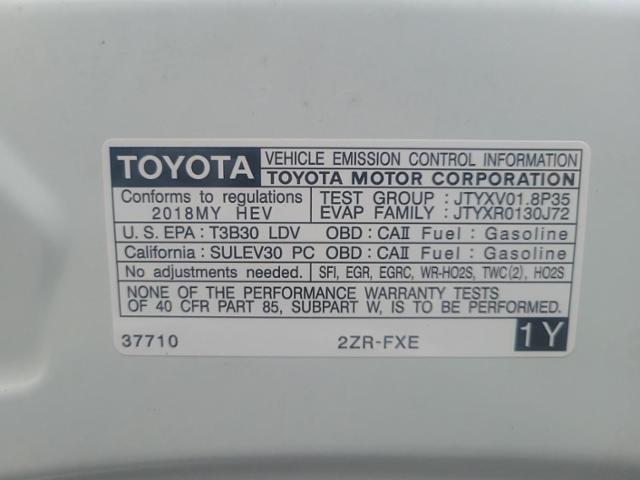 TOYOTA VEHICLE EMISSION CONTROL INFORMATION
TOYOTA MOTOR CORPORATION
Conforms to regulations TEST GROUP : JTYXV01.8P35
2018MY HEV EVAP FAMILY : JTYXR0130J72
U.S. EPA : T3B30 LDV OBD : CAⅡ Fuel : Gasoline
California : SULEV30 PC OBD : CAⅡ Fuel : Gasoline
No adjustments needed. SFI, EGR, EGRC, WR-HO2S, TWC(2), HO2S
NONE OF THE PERFORMANCE WARRANTY TESTS
OF 40 CFR PART 85, SUBPART W, IS TO BE PERFORMED.
37710 2ZR-FXE 1Y